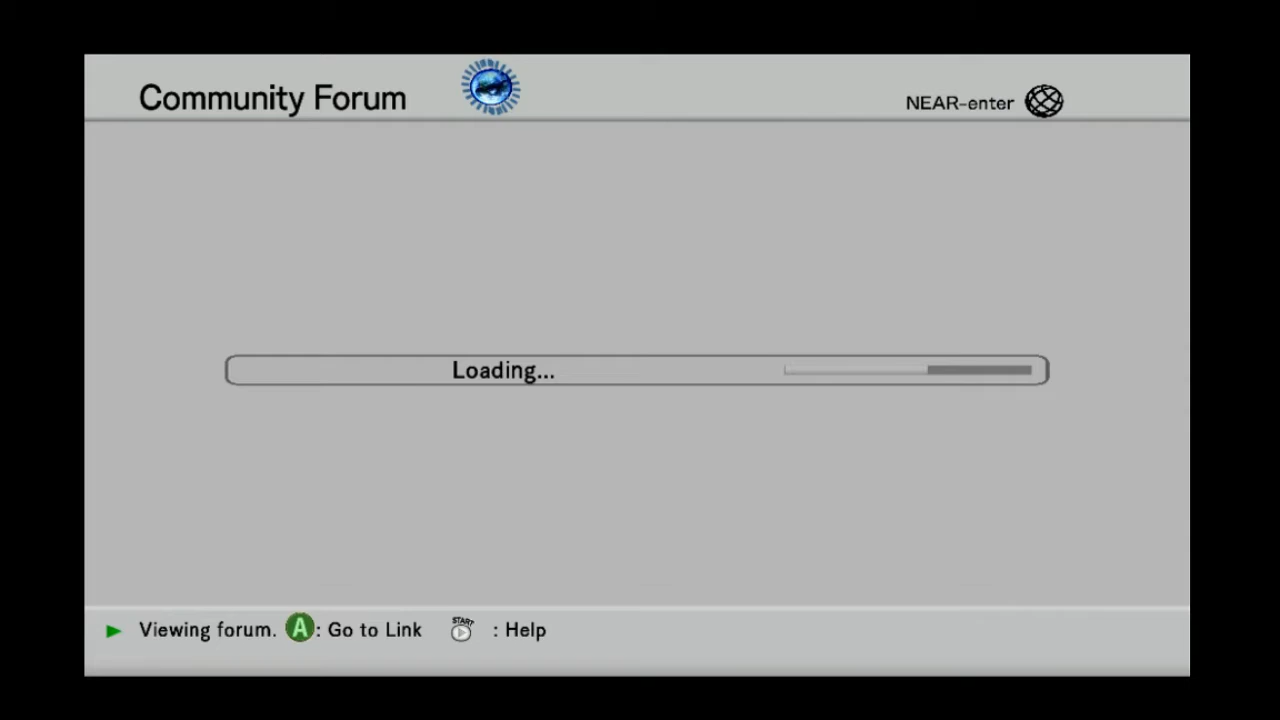 Community Forum
NEAR-enter
Loading...
Viewing forum. A : Go to Link START : Help